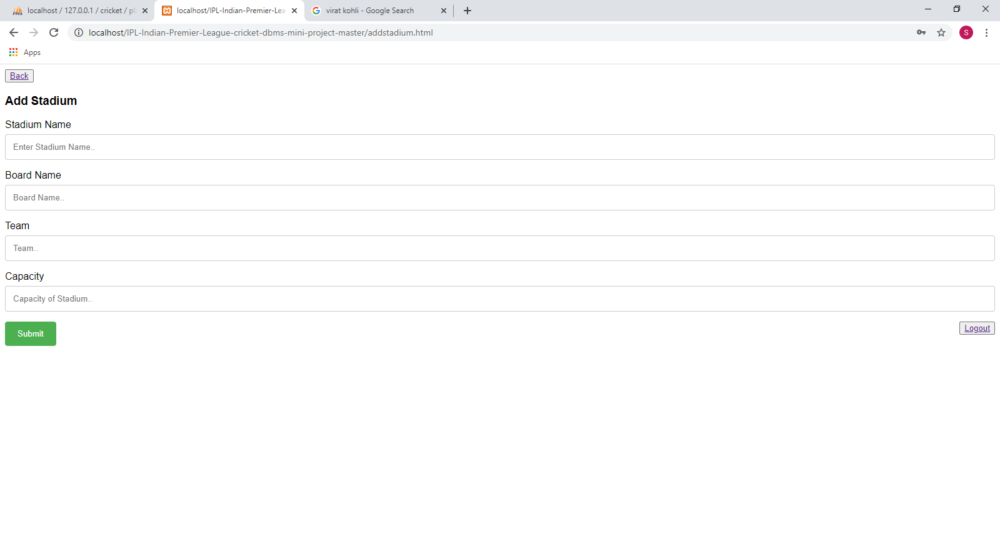 localhost / 127.0.0.1 / cricket / pl
localhost/IPL-Indian-Premier-Lea
virat kohli - Google Search
localhost/IPL-Indian-Premier-League-cricket-dbms-mini-project-master/addstadium.html
S
Apps
Back
Add Stadium
Stadium Name
Enter Stadium Name..
Board Name
Board Name..
Team
Team..
Capacity
Capacity of Stadium..
Submit
Logout